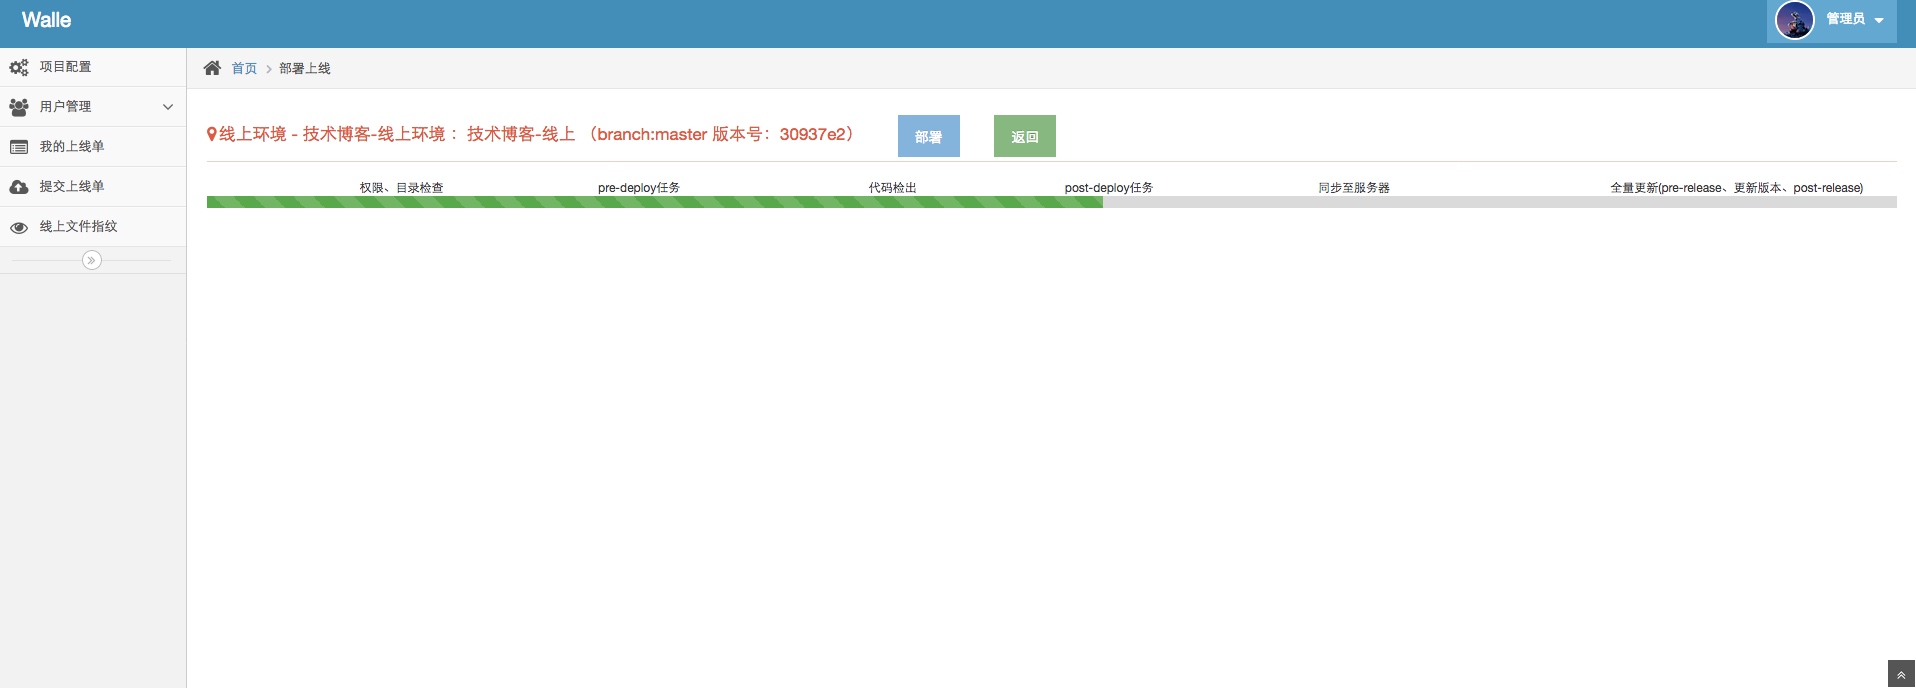 Walle
管理员
项目配置
用户管理
我的上线单
提交上线单
线上文件指纹
首页 部署上线
线上环境 - 技术博客-线上环境 ：技术博客-线上 （branch:master 版本号：30937e2）
部署
返回
权限、目录检查 pre-deploy任务 代码检出 post-deploy任务 同步至服务器 全量更新(pre-release、更新版本、post-release)